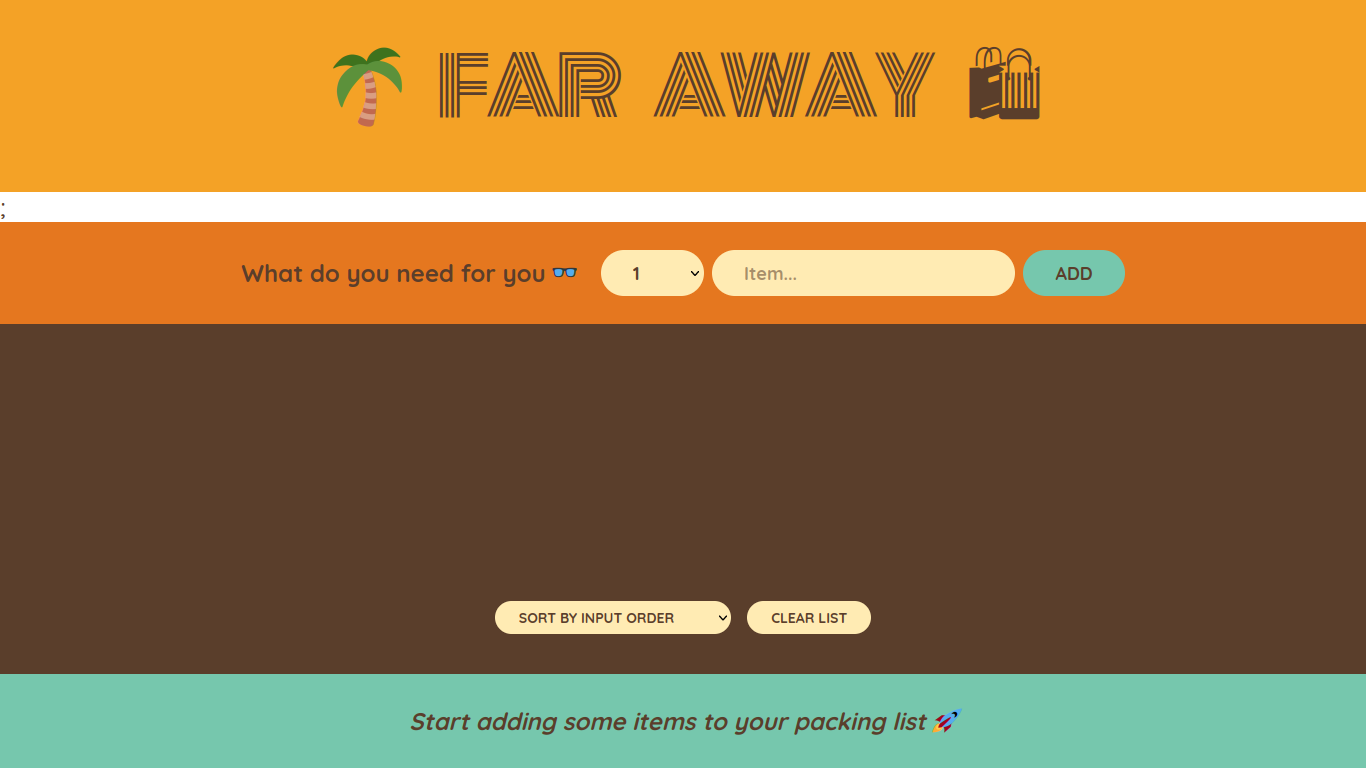 🌴 FAR AWAY 🛍
;
What do you need for you 🕶 1 Item... ADD
SORT BY INPUT ORDER CLEAR LIST
Start adding some items to your packing list 🚀